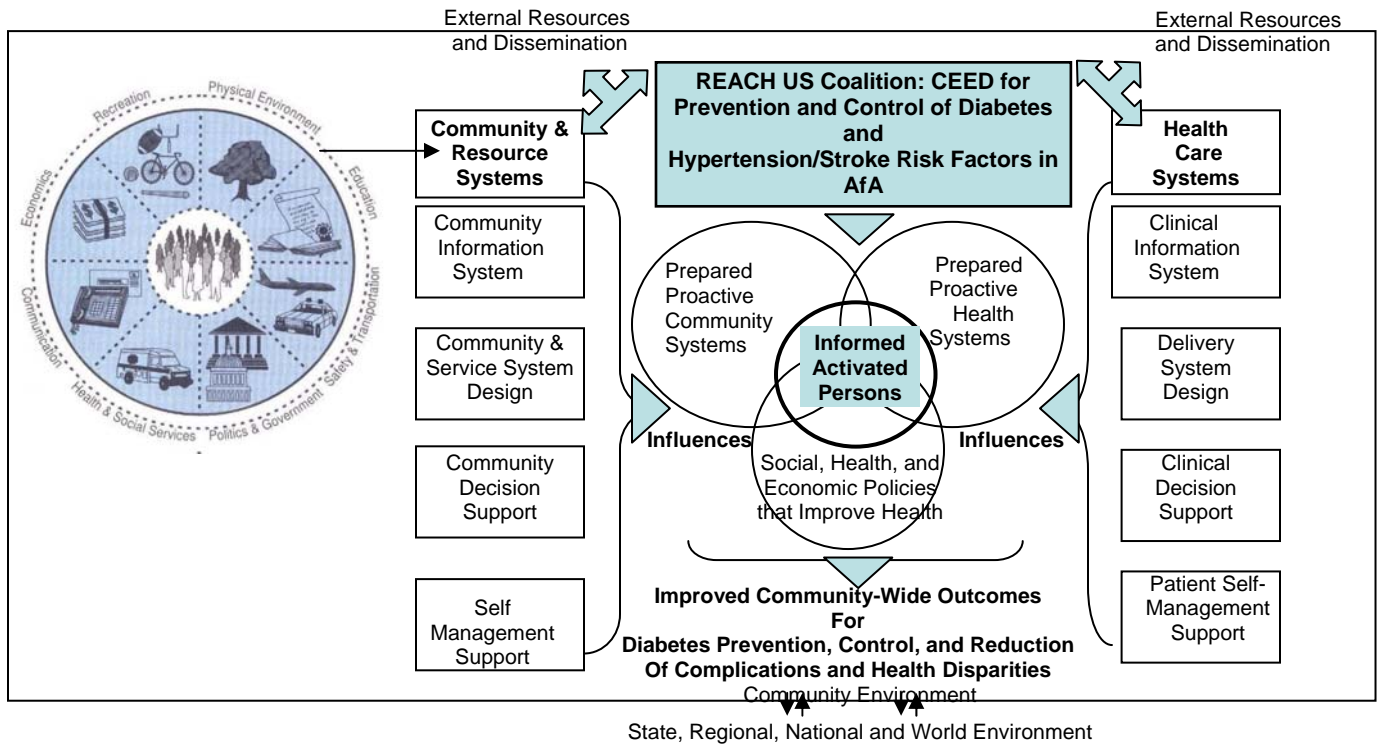 External Resources
and Dissemination
External Resources
and Dissemination
Recreation
Physical Environment
Education
Safety & Transportation
Politics & Government
Health & Social Services
Communication
Economics
Community &
Resource
Systems
Community
Information
System
Community &
Service System
Design
Community
Decision
Support
Self
Management
Support
REACH US Coalition: CEED for
Prevention and Control of Diabetes
and
Hypertension/Stroke Risk Factors in
AfA
Prepared
Proactive
Community
Systems
Prepared
Proactive
Health
Systems
Informed
Activated
Persons
Influences
Influences
Social, Health, and
Economic Policies
that Improve Health
Improved Community-Wide Outcomes
For
Diabetes Prevention, Control, and Reduction
Of Complications and Health Disparities
Community Environment
State, Regional, National and World Environment
Health
Care
Systems
Clinical
Information
System
Delivery
System
Design
Clinical
Decision
Support
Patient Self-
Management
Support